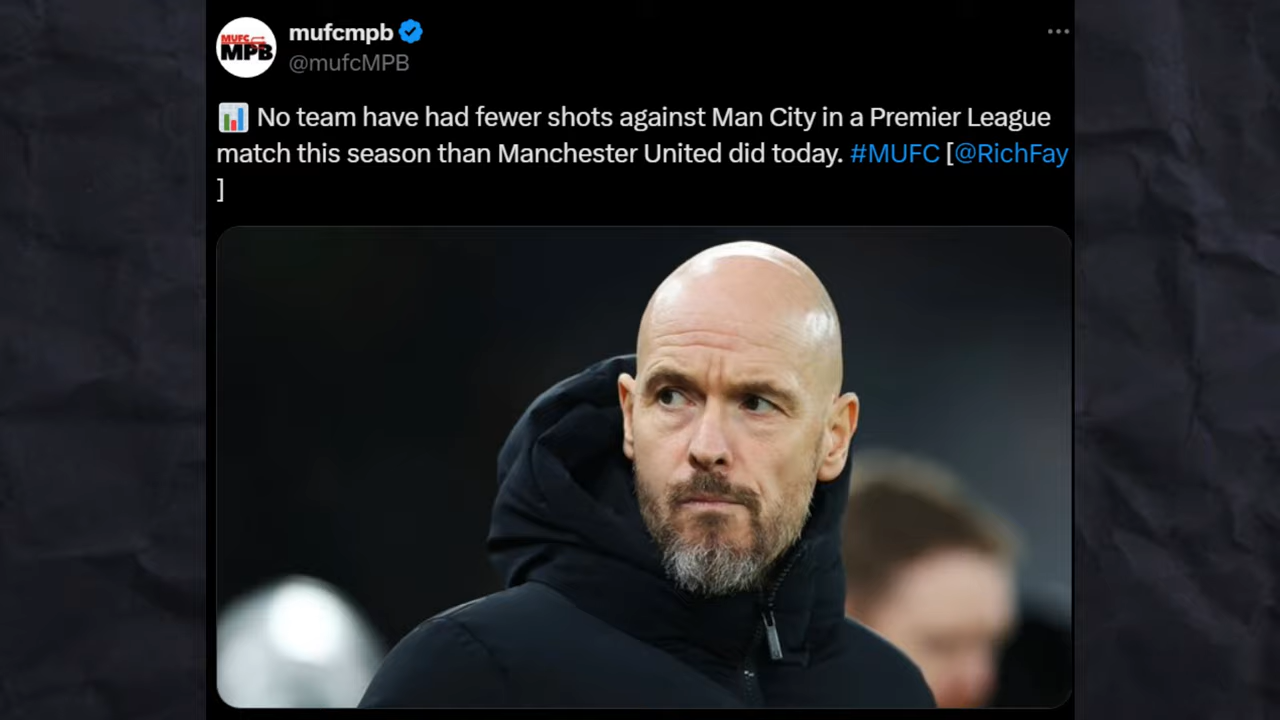 MUFC
MPB
mufcmpb
@mufcMPB
📊 No team have had fewer shots against Man City in a Premier League
match this season than Manchester United did today. #MUFC [@RichFay
]